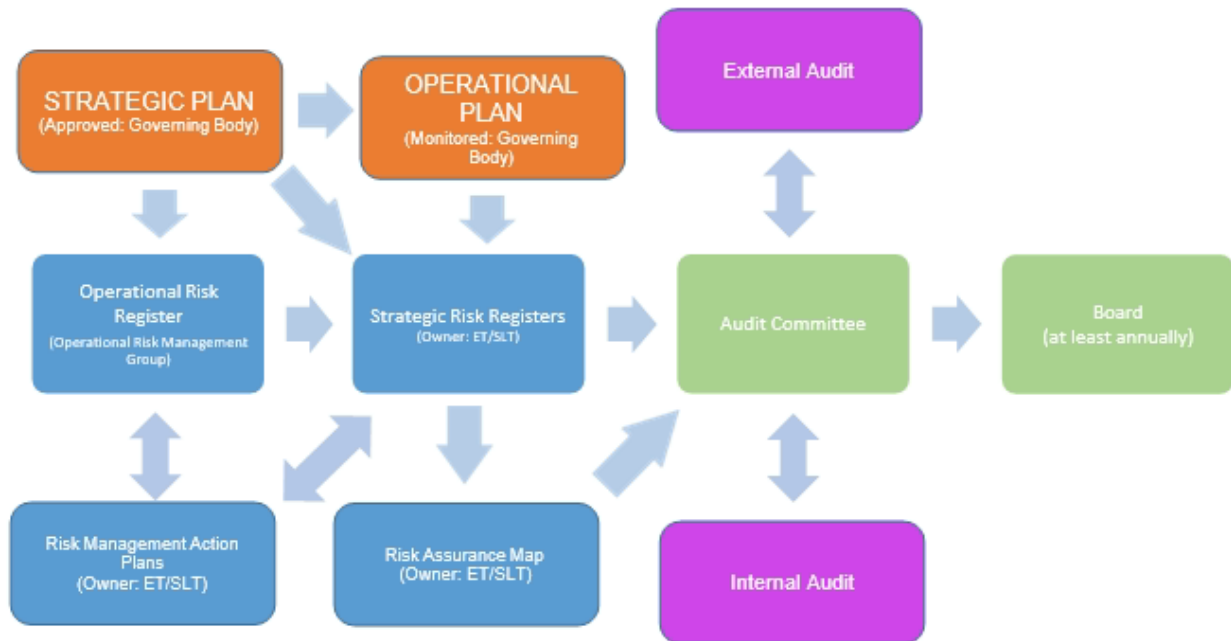 STRATEGIC PLAN
(Approved: Governing Body)
OPERATIONAL
PLAN
(Monitored: Governing
Body)
External Audit
Operational Risk
Register
(Operational Risk Management
Group)
Strategic Risk Registers
(Owner: ET/SLT)
Audit Committee
Board
(at least annually)
Risk Management Action
Plans
(Owner: ET/SLT)
Risk Assurance Map
(Owner: ET/SLT)
Internal Audit